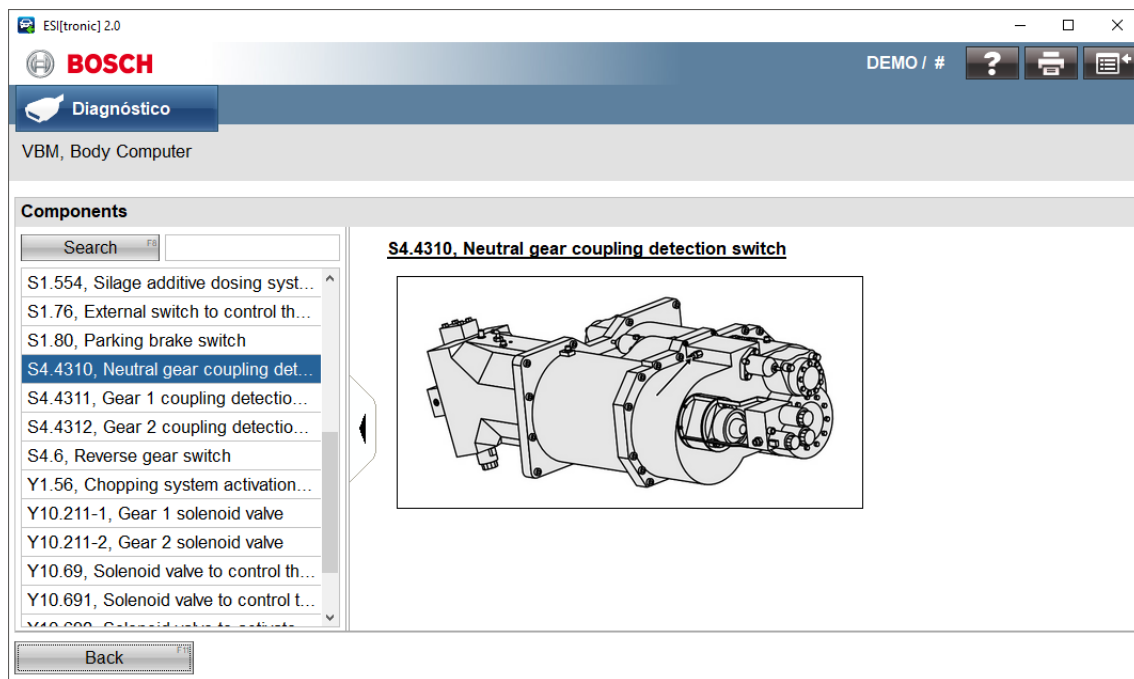 ESI[tronic] 2.0
BOSCH
DEMO / #
?
Diagnóstico
VBM, Body Computer
Components
Search F8
S4.4310, Neutral gear coupling detection switch
S1.554, Silage additive dosing syst...
S1.76, External switch to control th...
S1.80, Parking brake switch
S4.4310, Neutral gear coupling det...
S4.4311, Gear 1 coupling detectio...
S4.4312, Gear 2 coupling detectio...
S4.6, Reverse gear switch
Y1.56, Chopping system activation...
Y10.211-1, Gear 1 solenoid valve
Y10.211-2, Gear 2 solenoid valve
Y10.69, Solenoid valve to control th...
Y10.691, Solenoid valve to control t...
Back F11